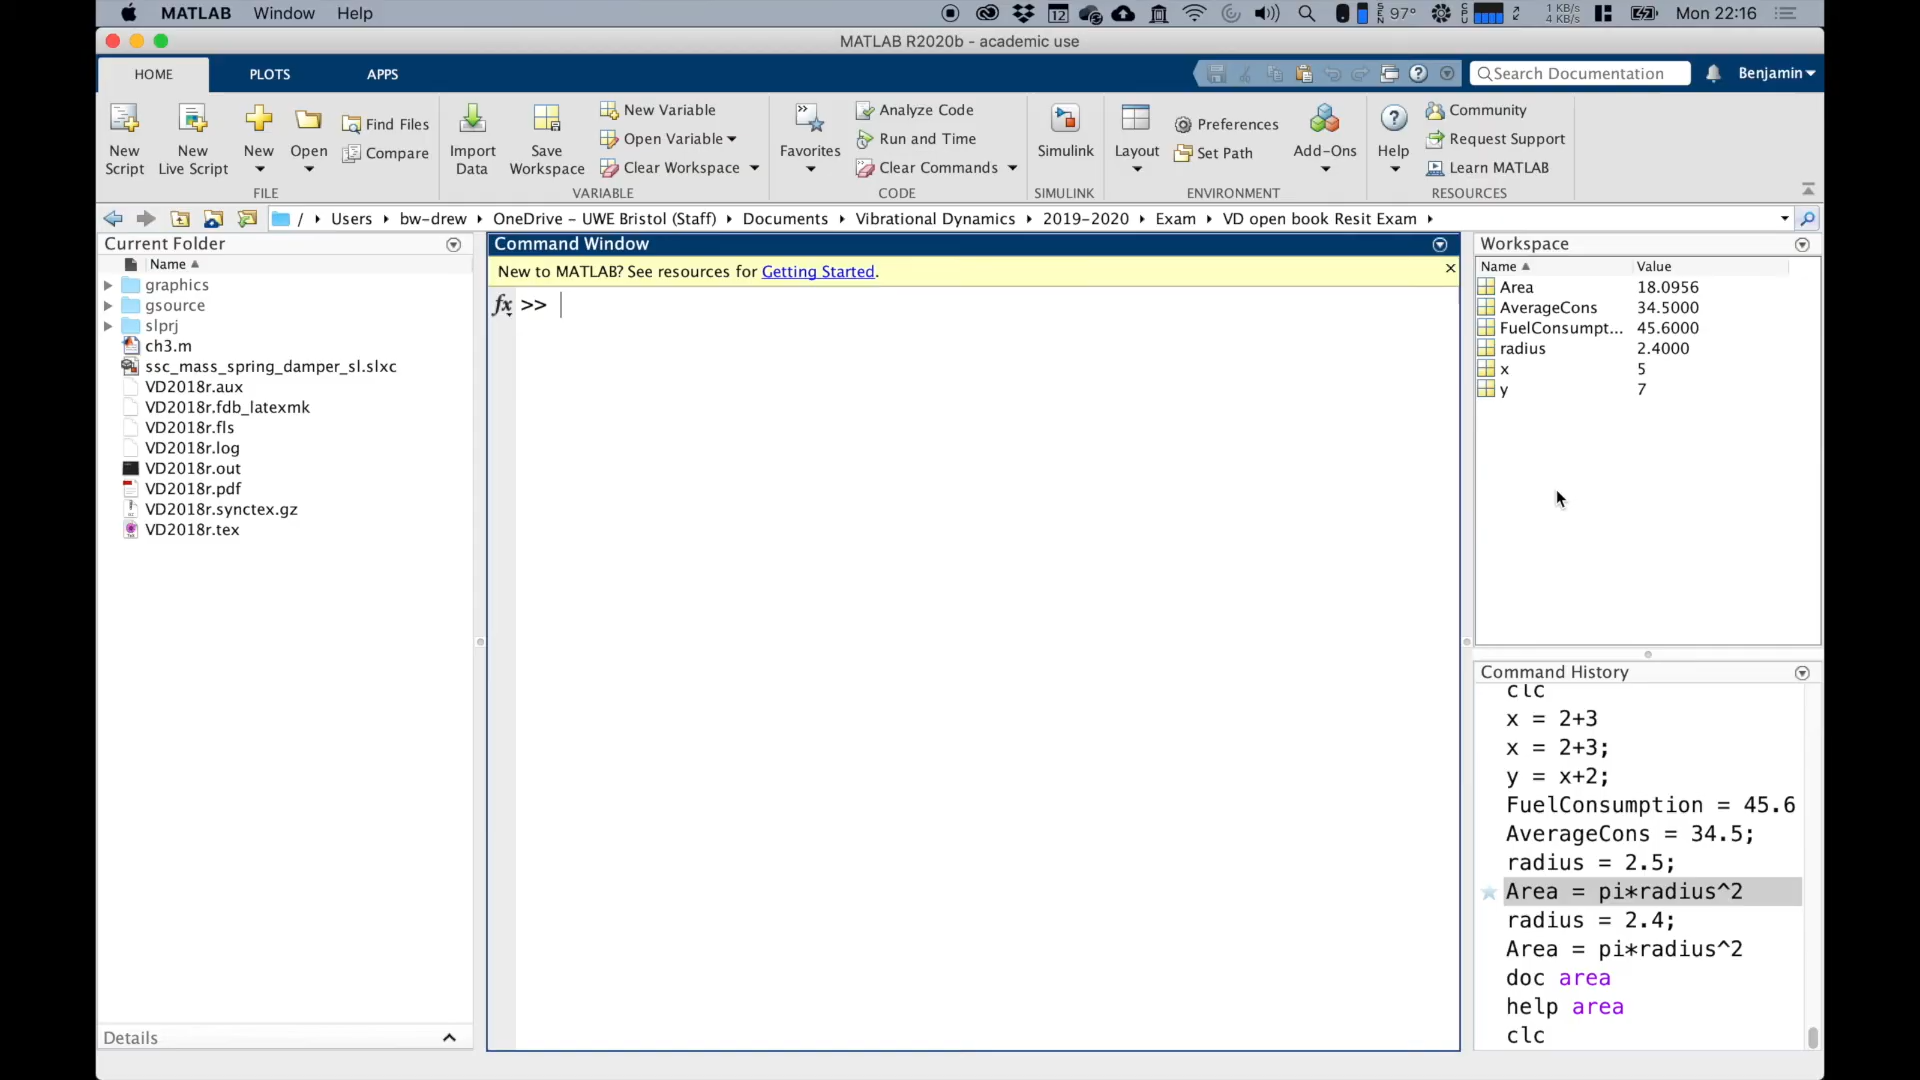 MATLAB Window Help
12
SEN 97° CPU 1 KB/s 4 KB/s Mon 22:16
MATLAB R2020b - academic use
HOME PLOTS APPS
Search Documentation Benjamin
New Script
New Live Script
New
Open
Find Files
Compare
FILE
Import Data
Save Workspace
New Variable
Open Variable
Clear Workspace
VARIABLE
Favorites
Analyze Code
Run and Time
Clear Commands
CODE
Simulink
SIMULINK
Layout
Preferences
Set Path
Add-Ons
ENVIRONMENT
Help
Community
Request Support
Learn MATLAB
RESOURCES
/ ▸ Users ▸ bw-drew ▸ OneDrive – UWE Bristol (Staff) ▸ Documents ▸ Vibrational Dynamics ▸ 2019-2020 ▸ Exam ▸ VD open book Resit Exam ▸
Current Folder
Name
graphics
gsource
slprj
ch3.m
ssc_mass_spring_damper_sl.slxc
VD2018r.aux
VD2018r.fdb_latexmk
VD2018r.fls
VD2018r.log
VD2018r.out
VD2018r.pdf
VD2018r.synctex.gz
VD2018r.tex
Details
Command Window
New to MATLAB? See resources for Getting Started.
fx >>
Workspace
Name Value
Area 18.0956
AverageCons 34.5000
FuelConsumpt... 45.6000
radius 2.4000
x 5
y 7
Command History
clc
x = 2+3
x = 2+3;
y = x+2;
FuelConsumption = 45.6
AverageCons = 34.5;
radius = 2.5;
Area = pi*radius^2
radius = 2.4;
Area = pi*radius^2
doc area
help area
clc